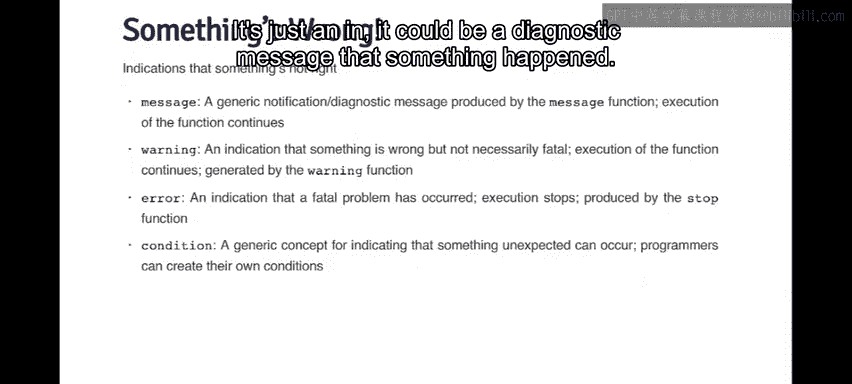 Something's Wrong!
It's just an in, it could be a diagnostic
message that something happened.
Indications that something's not right
· message: A generic notification/diagnostic message produced by the message function; execution
of the function continues
· warning: An indication that something is wrong but not necessarily fatal; execution of the function
continues; generated by the warning function
· error: An indication that a fatal problem has occurred; execution stops; produced by the stop
function
· condition: A generic concept for indicating that something unexpected can occur; programmers
can create their own conditions